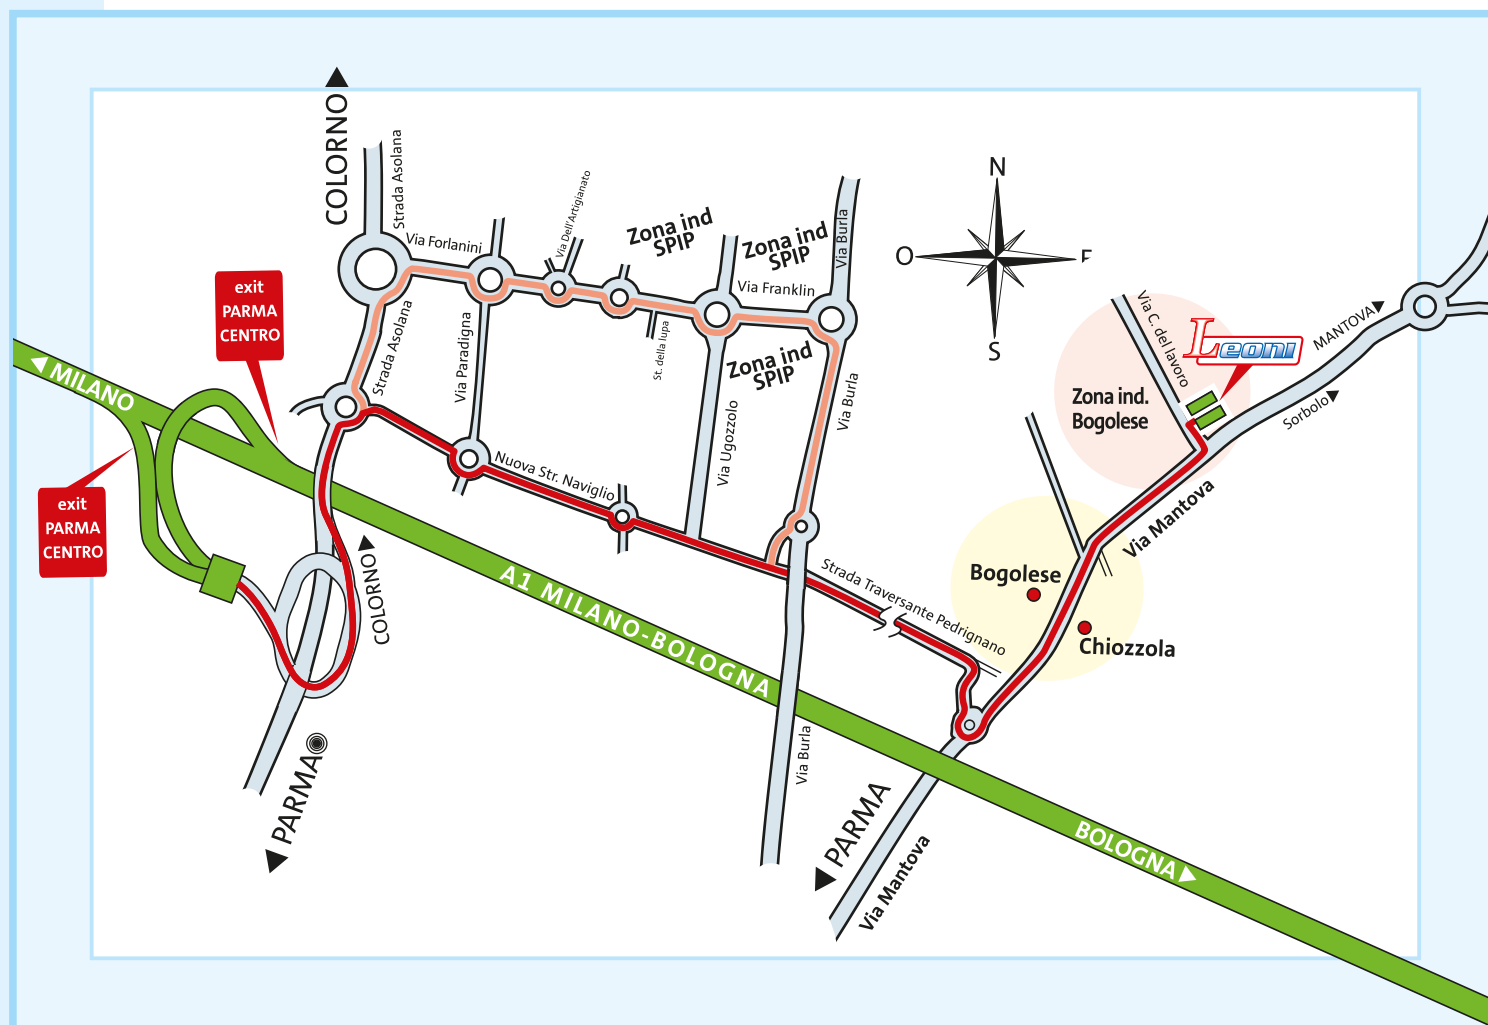 COLORNO
Strada Asolana
Via Forlanini
Via Dell'Artigianato
Zona ind
SPIP
Zona ind
SPIP
Via Burla
Via Franklin
N
O
S
exit
PARMA
CENTRO
Strada Asolana
Via Paradigna
St. della lupa
Zona ind
SPIP
Via C. del lavoro
Leoni
MANTOVA
Sorbolo
Zona ind.
Bogolese
MILANO
Via Ugozzolo
Via Burla
Nuova Str. Naviglio
exit
PARMA
CENTRO
Via Mantova
COLORNO
A1 MILANO-BOLOGNA
Strada Traversante Pedrignano
Bogolese
Chiozzola
PARMA
Via Burla
PARMA
Via Mantova
BOLOGNA